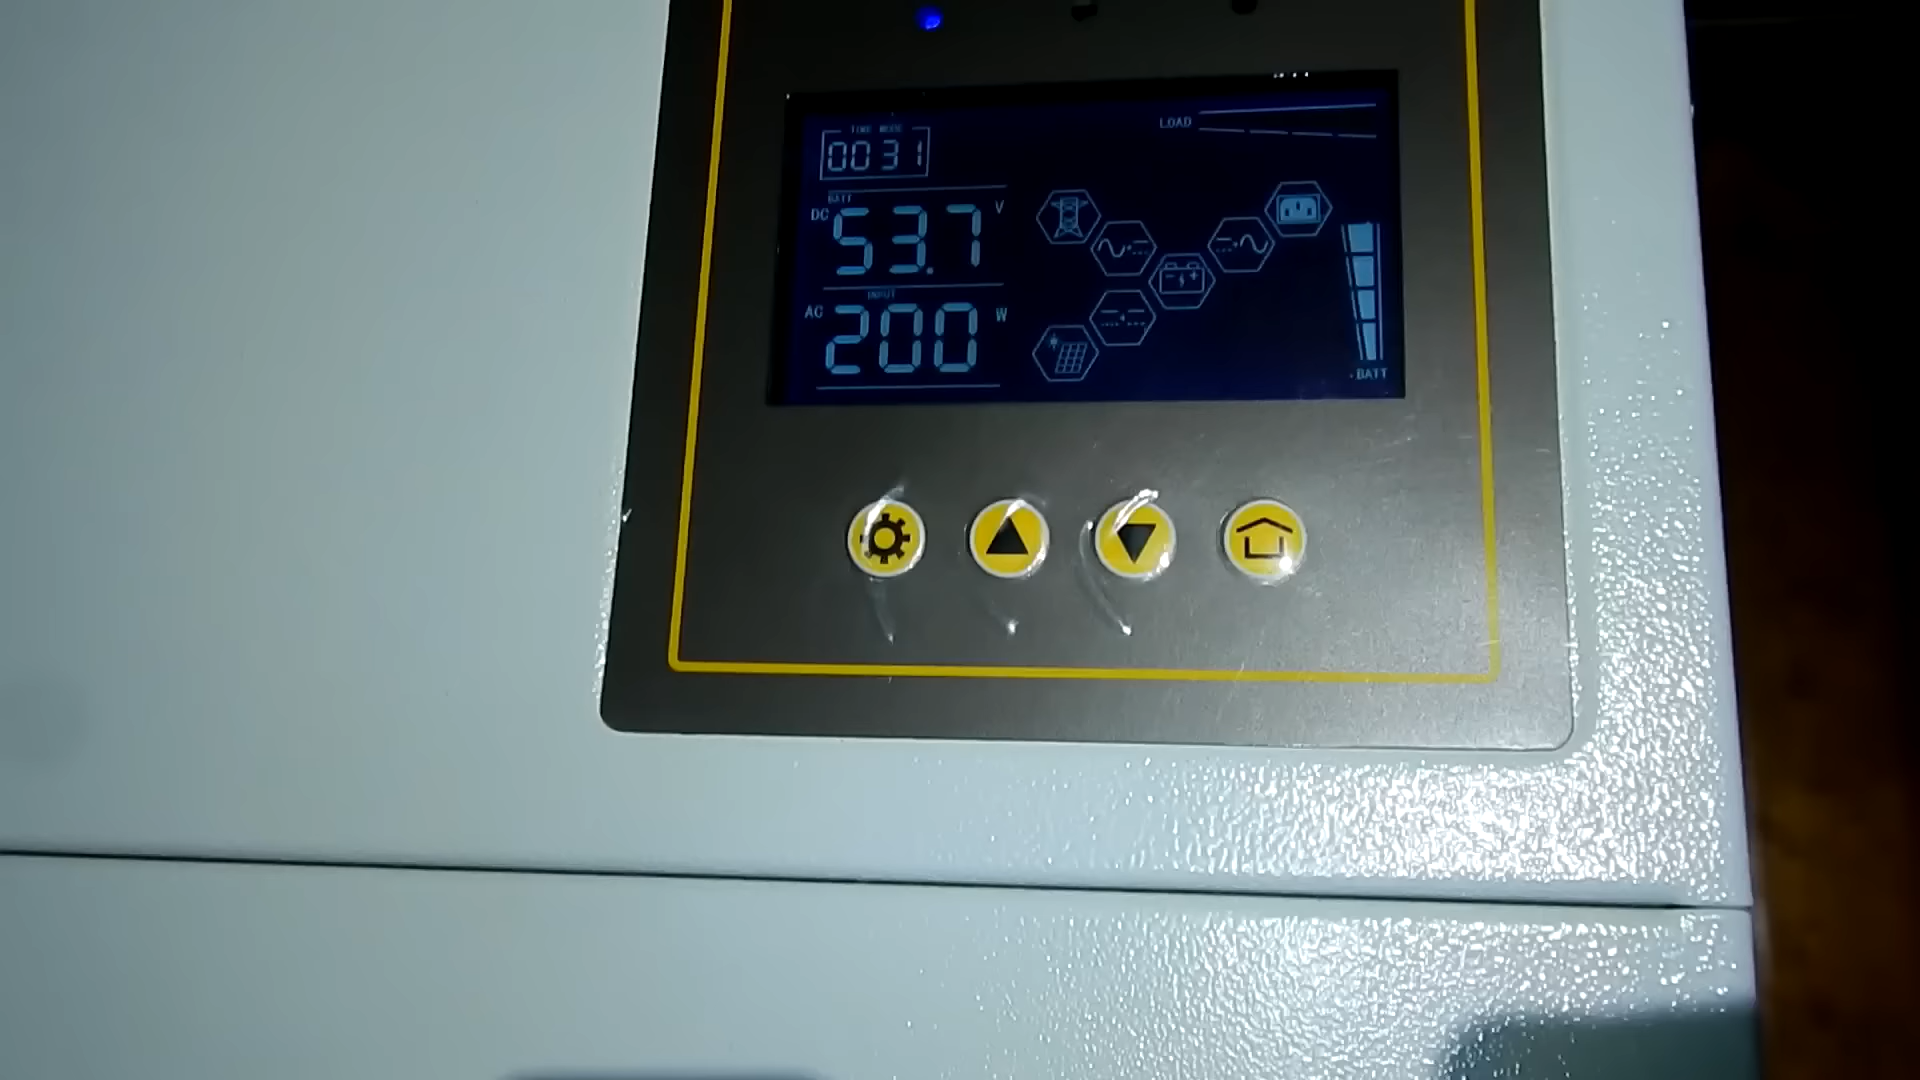 TIME MODE
0031
LOAD
BATT
DC 53.7 V
INPUT
AC 200 W
-BATT